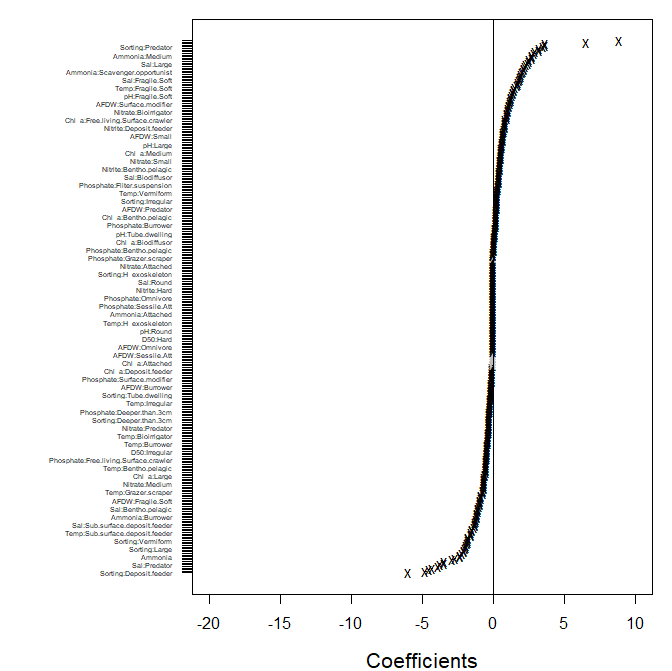 Sorting:Predator
Ammonia:Medium
Sal:Large
Ammonia:Scavenger.opportunist
Sal:Fragile.Soft
Temp:Fragile.Soft
pH:Fragile.Soft
AFDW:Surface.modifier
Nitrate:Bioirrigator
Chl_a:Free.living.Surface.crawler
Nitrite:Deposit.feeder
AFDW:Small
pH:Large
Chl_a:Medium
Nitrate:Small
Nitrite:Bentho.pelagic
Sal:Biodiffusor
Phosphate:Filter.suspension
Temp:Vermiform
Sorting:Irregular
AFDW:Predator
Chl_a:Bentho.pelagic
Phosphate:Burrower
pH:Tube.dwelling
Chl_a:Biodiffusor
Phosphate:Bentho.pelagic
Phosphate:Grazer.scraper
Nitrate:Attached
Sorting:H_exoskeleton
Sal:Round
Nitrite:Hard
Phosphate:Omnivore
Phosphate:Sessile.Att
Ammonia:Attached
Temp:H_exoskeleton
pH:Round
D50:Hard
AFDW:Omnivore
AFDW:Sessile.Att
Chl_a:Attached
Chl_a:Deposit.feeder
Phosphate:Surface.modifier
AFDW:Burrower
Sorting:Tube.dwelling
Temp:Irregular
Phosphate:Deeper.than.3cm
Sorting:Deeper.than.3cm
Nitrate:Predator
Temp:Bioirrigator
Temp:Burrower
D50:Irregular
Phosphate:Free.living.Surface.crawler
Temp:Bentho.pelagic
Chl_a:Large
Nitrate:Medium
Temp:Grazer.scraper
AFDW:Fragile.Soft
Sal:Bentho.pelagic
Ammonia:Burrower
Sal:Sub.surface.deposit.feeder
Temp:Sub.surface.deposit.feeder
Sorting:Vermiform
Sorting:Large
Ammonia
Sal:Predator
Sorting:Deposit.feeder
-20 -15 -10 -5 0 5 10
Coefficients